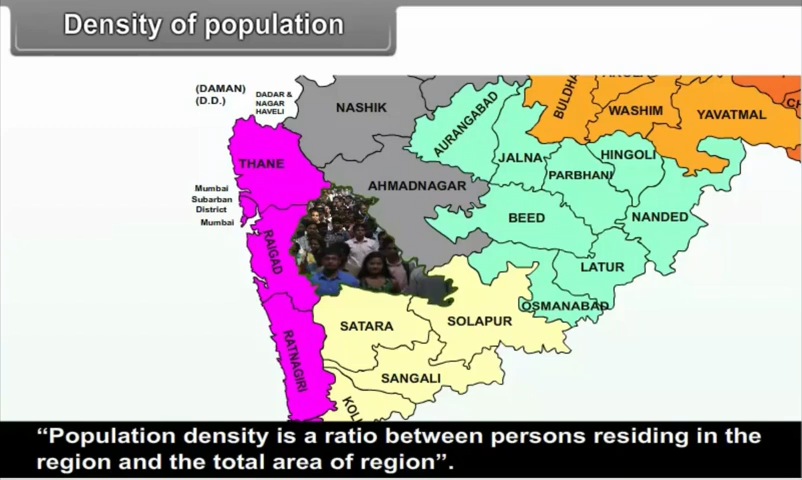 Density of population
(DAMAN)
(D.D.)
DADAR &
NAGAR
HAVELI
NASHIK
AURANGABAD
WASHIM
YAVATMAL
THANE
JALNA
HINGOLI
PARBHANI
AHMADNAGAR
Mumbai
Subarban
District
Mumbai
BEED
NANDED
RAIGAD
LATUR
OSMANABAD
SATARA
SOLAPUR
RATNAGIRI
SANGALI
“Population density is a ratio between persons residing in the
region and the total area of region”.